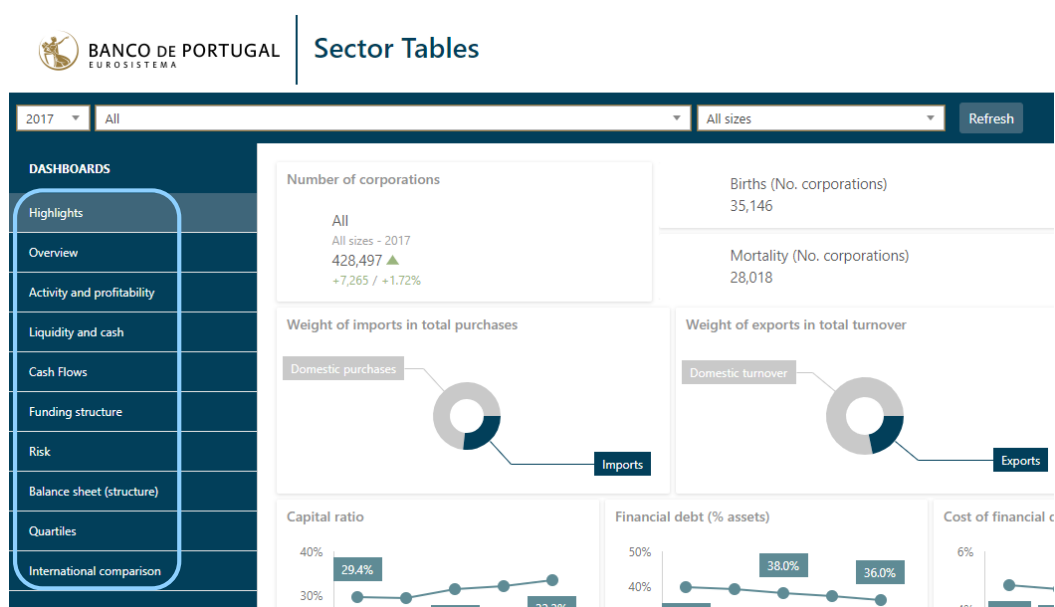 BANCO DE PORTUGAL
EUROSISTEMA
Sector Tables
2017
All
All sizes
Refresh
DASHBOARDS
Highlights
Overview
Activity and profitability
Liquidity and cash
Cash Flows
Funding structure
Risk
Balance sheet (structure)
Quartiles
International comparison
Number of corporations
All
All sizes - 2017
428,497
+7,265 / +1.72%
Births (No. corporations)
35,146
Mortality (No. corporations)
28,018
Weight of imports in total purchases
Domestic purchases
Imports
Weight of exports in total turnover
Domestic turnover
Exports
Capital ratio
40%
29.4%
30%
Financial debt (% assets)
50%
38.0%
36.0%
40%
Cost of financial
6%